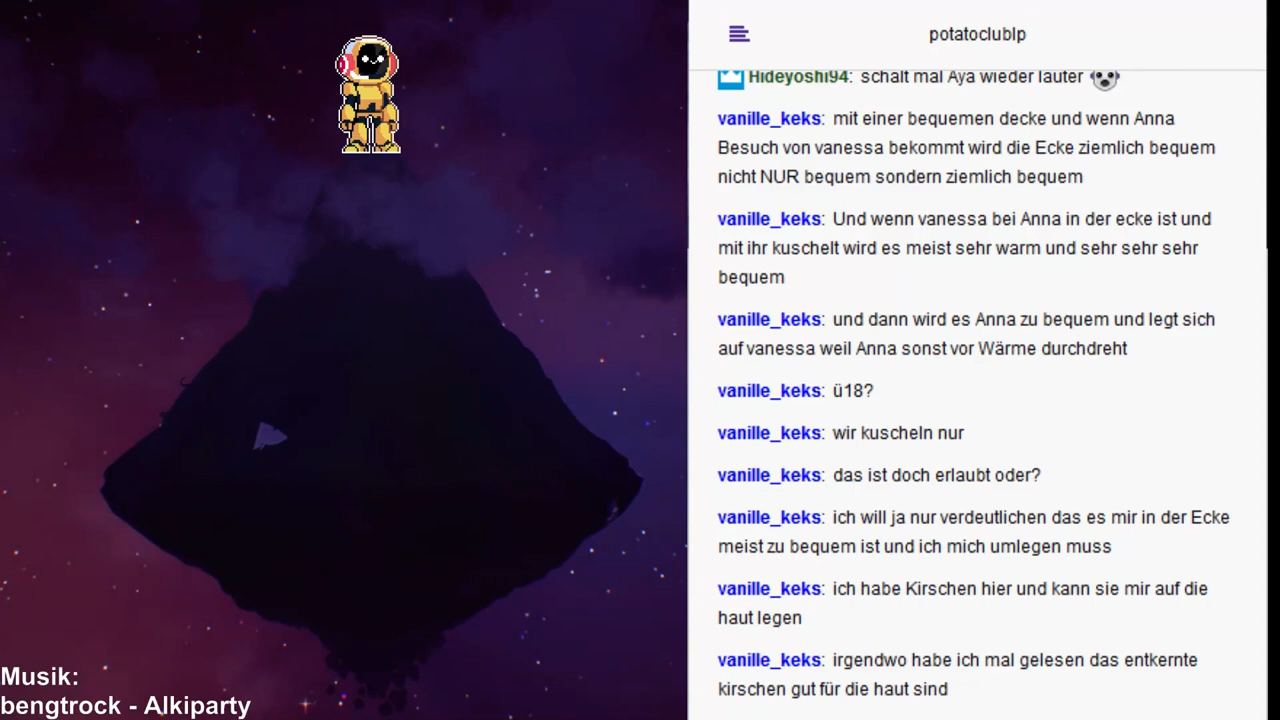 potatoclublp
Hideyoshi94: schalt mal Aya wieder lauter
vanille_keks: mit einer bequemen decke und wenn Anna
Besuch von vanessa bekommt wird die Ecke ziemlich bequem
nicht NUR bequem sondern ziemlich bequem
vanille_keks: Und wenn vanessa bei Anna in der ecke ist und
mit ihr kuschelt wird es meist sehr warm und sehr sehr sehr
bequem
vanille_keks: und dann wird es Anna zu bequem und legt sich
auf vanessa weil Anna sonst vor Wärme durchdreht
vanille_keks: ü18?
vanille_keks: wir kuscheln nur
vanille_keks: das ist doch erlaubt oder?
vanille_keks: ich will ja nur verdeutlichen das es mir in der Ecke
meist zu bequem ist und ich mich umlegen muss
vanille_keks: ich habe Kirschen hier und kann sie mir auf die
haut legen
vanille_keks: irgendwo habe ich mal gelesen das entkernte
kirschen gut für die haut sind
Musik:
bengtrock - Alkiparty